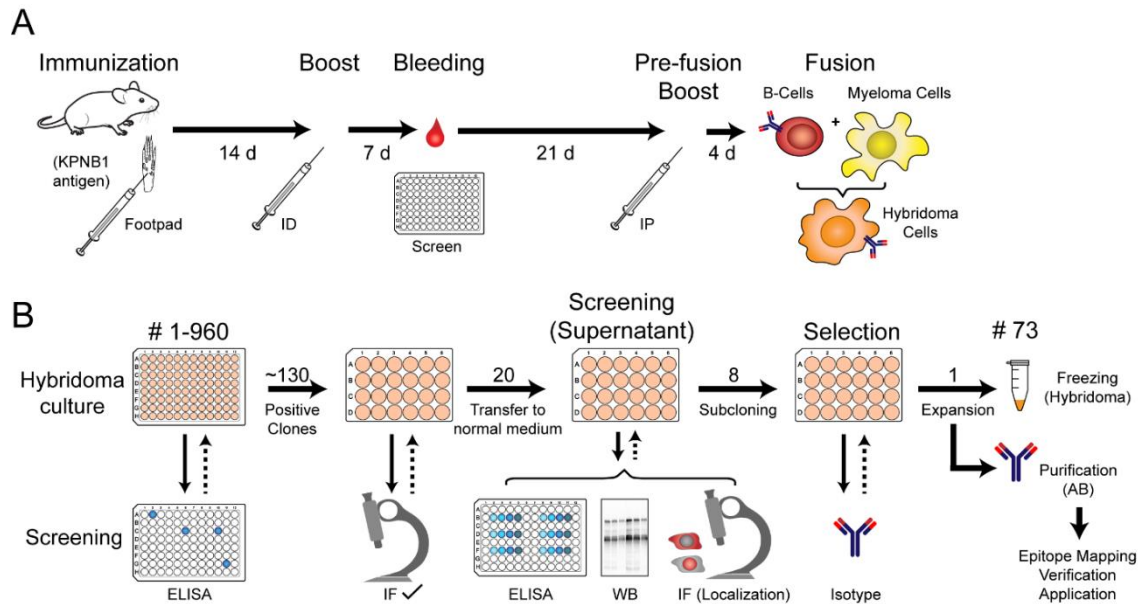 A
Immunization
Boost
Bleeding
Pre-fusion
Boost
Fusion
B-Cells
Myeloma Cells
+
(KPNB1
antigen)
14 d
7 d
21 d
4 d
Footpad
ID
Screen
IP
Hybridoma
Cells
B
# 1-960
Screening
(Supernatant)
Selection
# 73
Hybridoma
culture
~130
Positive
Clones
20
Transfer to
normal medium
8
Subcloning
1
Expansion
Freezing
(Hybridoma)
Purification
(AB)
Screening
ELISA
IF ✓
ELISA
WB
IF (Localization)
Isotype
Epitope Mapping
Verification
Application